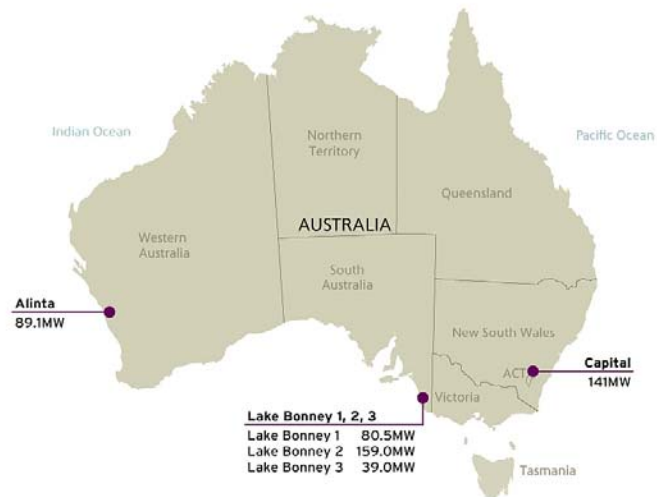 Indian Ocean
Pacific Ocean
Northern
Territory
Queensland
AUSTRALIA
Western
Australia
South
Australia
Alinta
89.1MW
New South Wales
ACT
Capital
141MW
Victoria
Lake Bonney 1, 2, 3
Lake Bonney 1 80.5MW
Lake Bonney 2 159.0MW
Lake Bonney 3 39.0MW
Tasmania